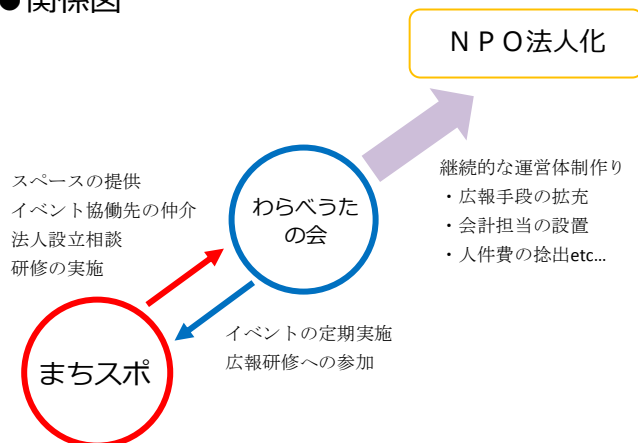 ●関係図
ＮＰＯ法人化
スペースの提供
イベント協働先の仲介
法人設立相談
研修の実施
わらべうた
の会
継続的な運営体制作り
・広報手段の拡充
・会計担当の設置
・人件費の捻出etc…
イベントの定期実施
広報研修への参加
まちスポ